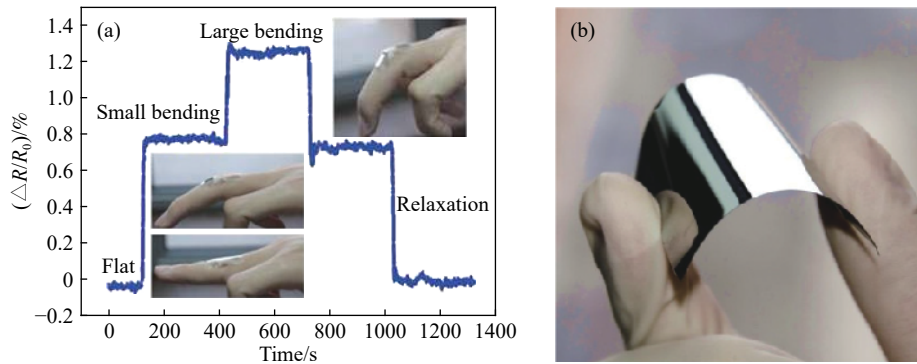 (a)
Large bending
Small bending
Flat
Relaxation
(△R/R₀)/%
1.4
1.2
1.0
0.8
0.6
0.4
0.2
0
−0.2
0 200 400 600 800 1000 1200 1400
Time/s
(b)